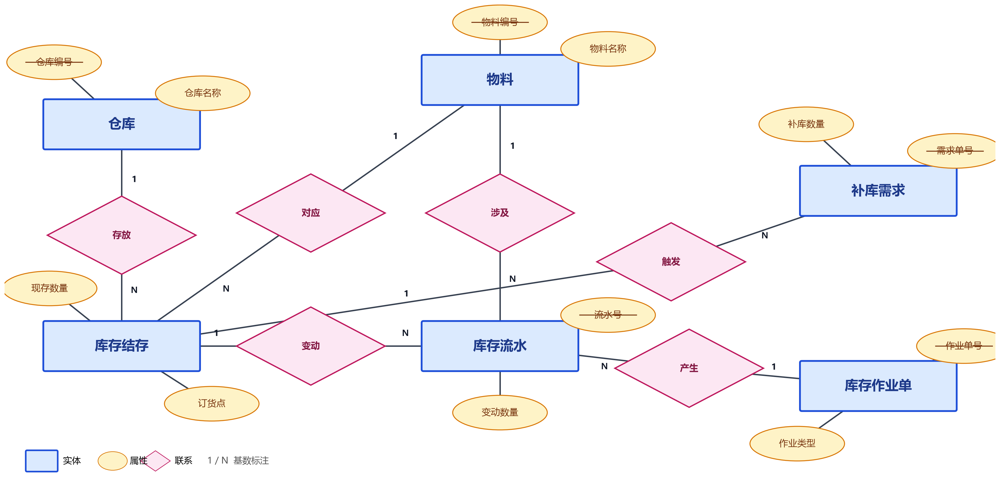 物料编号
物料名称
仓库编号
物料
仓库名称
仓库
补库数量
1
1
需求单号
1
补库需求
对应
涉及
存放
N
触发
N
现存数量
N
N
1
流水号
1
N
库存结存
变动
库存流水
作业单号
N
产生
1
库存作业单
订货点
变动数量
作业类型
实体
属性
联系
1 / N 基数标注